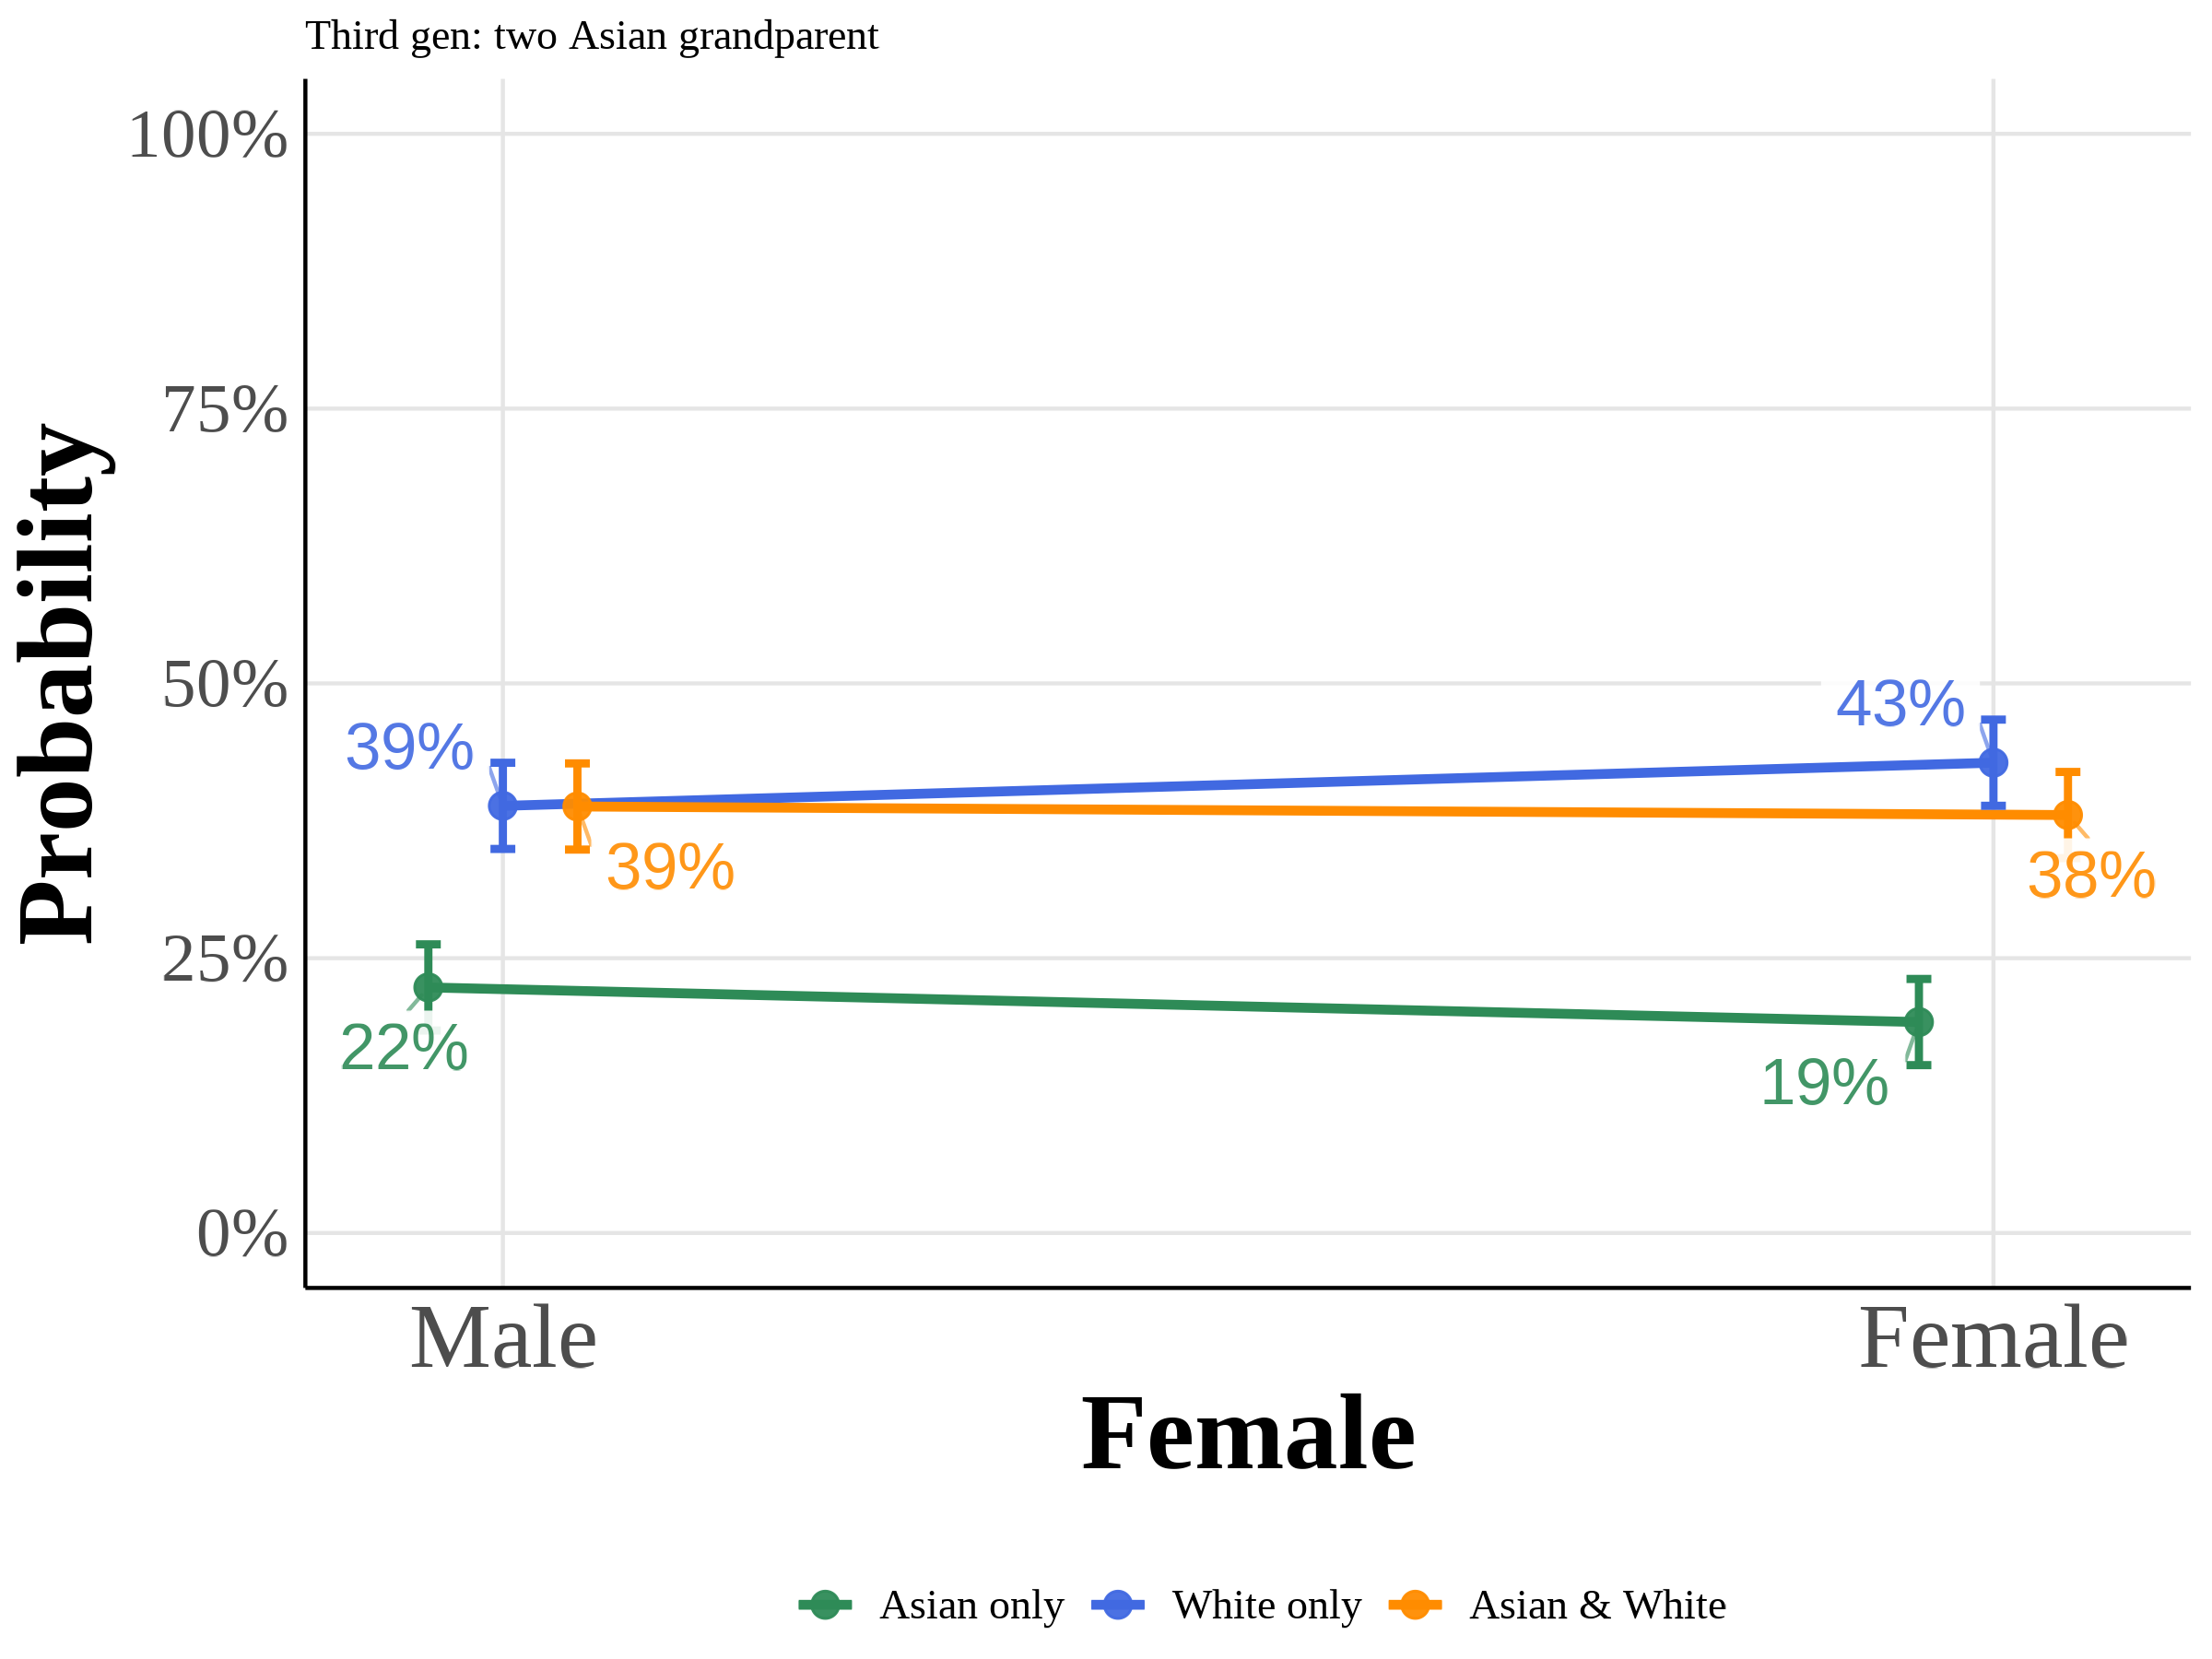 Third gen: two Asian grandparent
100%
75%
50%
25%
0%
Probability
39%
39%
22%
43%
38%
19%
Male
Female
Female
Asian only
White only
Asian & White